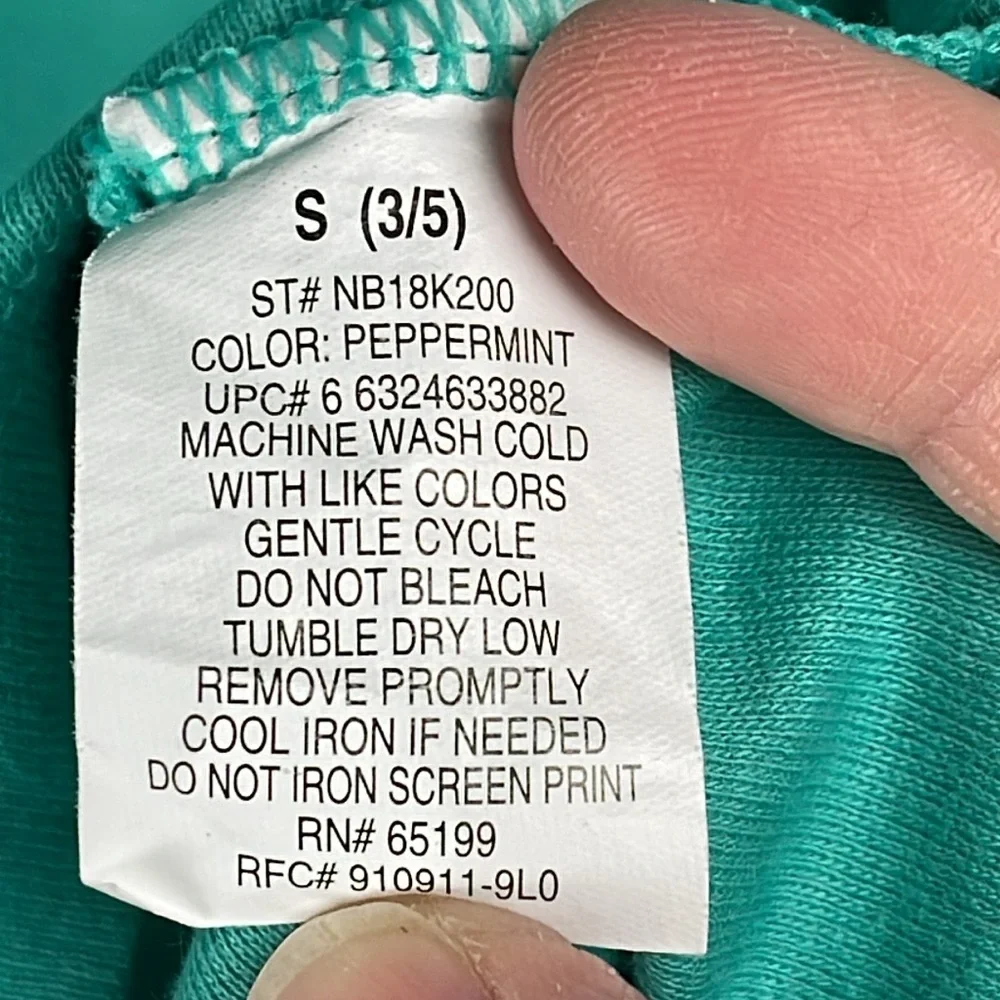 S (3/5)
ST# NB18K200
COLOR: PEPPERMINT
UPC# 6 6324633882
MACHINE WASH COLD
WITH LIKE COLORS
GENTLE CYCLE
DO NOT BLEACH
TUMBLE DRY LOW
REMOVE PROMPTLY
COOL IRON IF NEEDED
DO NOT IRON SCREEN PRINT
RN# 65199
RFC# 910911-9L0